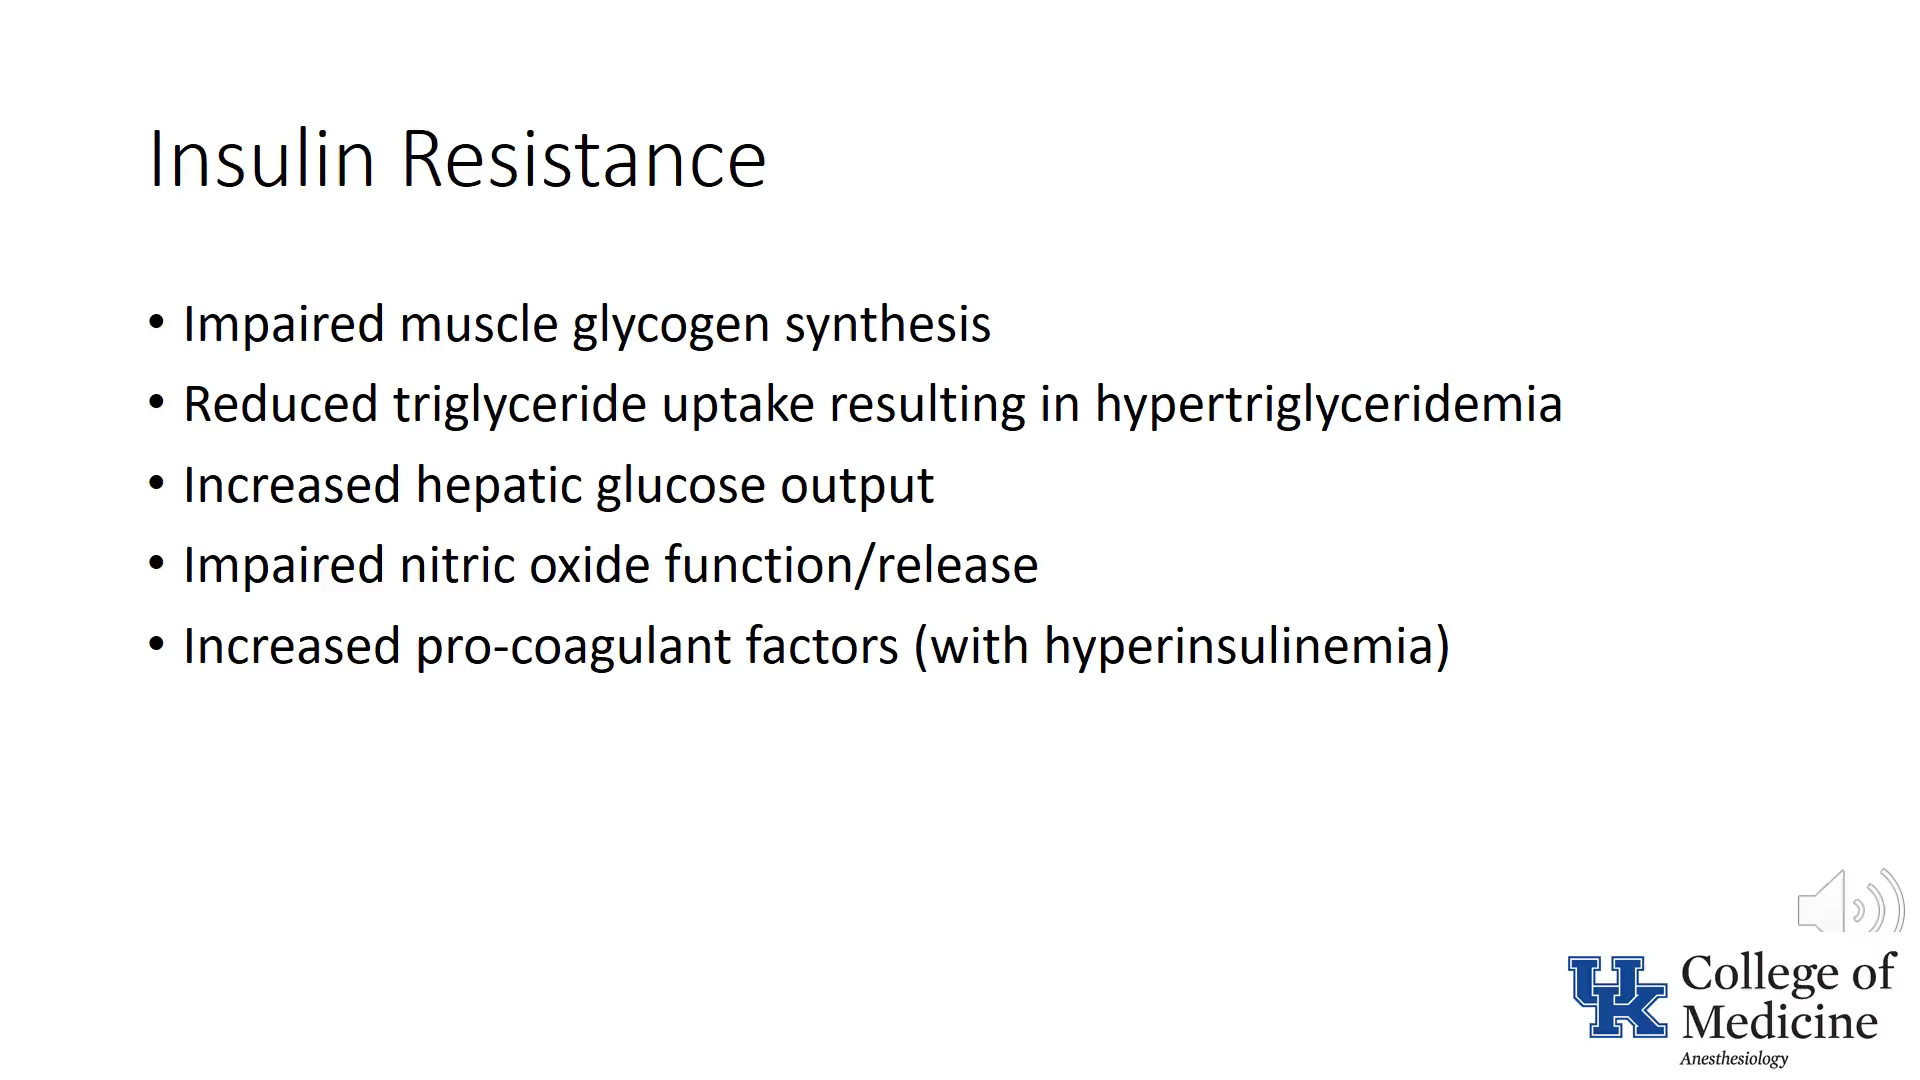 Insulin Resistance
• Impaired muscle glycogen synthesis
• Reduced triglyceride uptake resulting in hypertriglyceridemia
• Increased hepatic glucose output
• Impaired nitric oxide function/release
• Increased pro-coagulant factors (with hyperinsulinemia)
UK
College of
Medicine
Anesthesiology